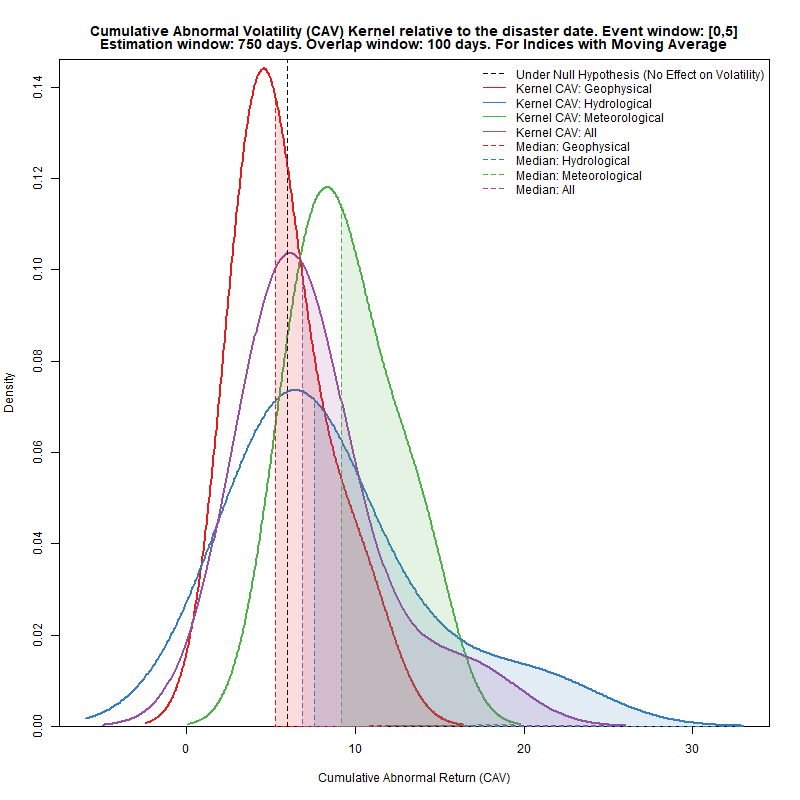 Cumulative Abnormal Volatility (CAV) Kernel relative to the disaster date. Event window: [0,5]
Estimation window: 750 days. Overlap window: 100 days. For Indices with Moving Average
Under Null Hypothesis (No Effect on Volatility)
Kernel CAV: Geophysical
Kernel CAV: Hydrological
Kernel CAV: Meteorological
Kernel CAV: All
Median: Geophysical
Median: Hydrological
Median: Meteorological
Median: All
Density
0.14
0.12
0.10
0.08
0.06
0.04
0.02
0.00
0 10 20 30
Cumulative Abnormal Return (CAV)